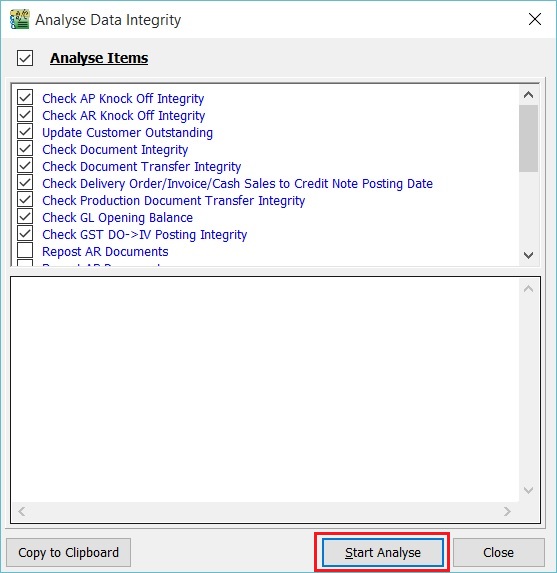 Analyse Data Integrity
Analyse Items
Check AP Knock Off Integrity
Check AR Knock Off Integrity
Update Customer Outstanding
Check Document Integrity
Check Document Transfer Integrity
Check Delivery Order/Invoice/Cash Sales to Credit Note Posting Date
Check Production Document Transfer Integrity
Check GL Opening Balance
Check GST DO->IV Posting Integrity
Repost AR Documents
Copy to Clipboard Start Analyse Close